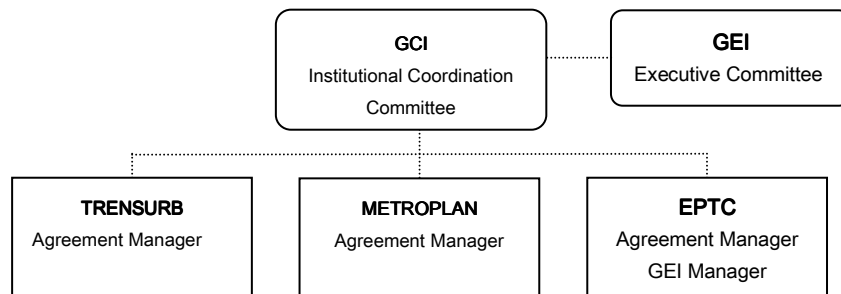 GCI
Institutional Coordination
Committee
GEI
Executive Committee
TRENSURB
Agreement Manager
METROPLAN
Agreement Manager
EPTC
Agreement Manager
GEI Manager